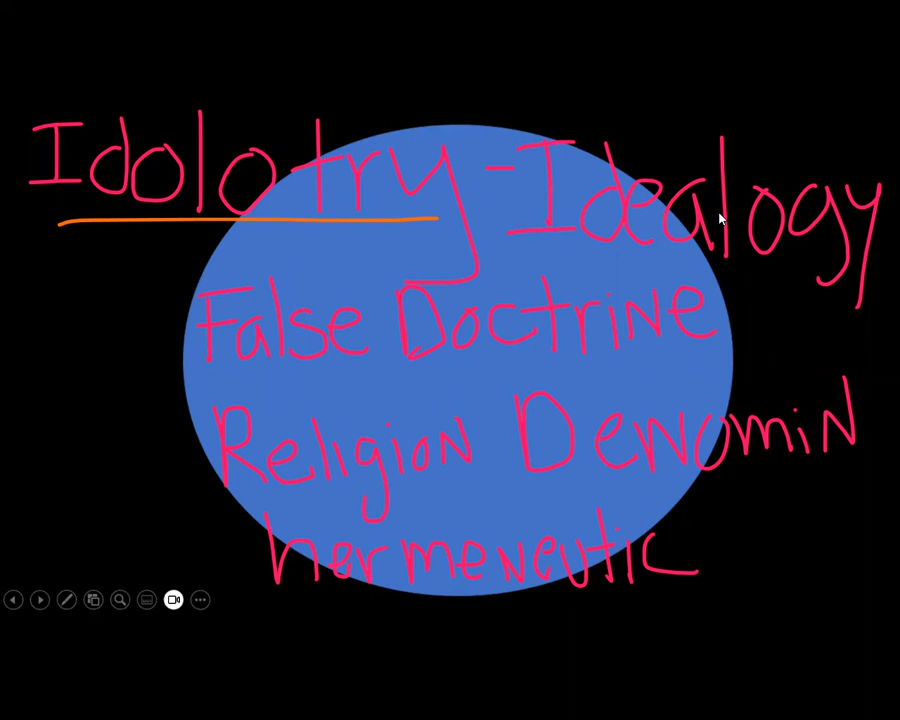 Idolotry - Idealogy
False Doctrine
Religion Denomin
hermeneutic